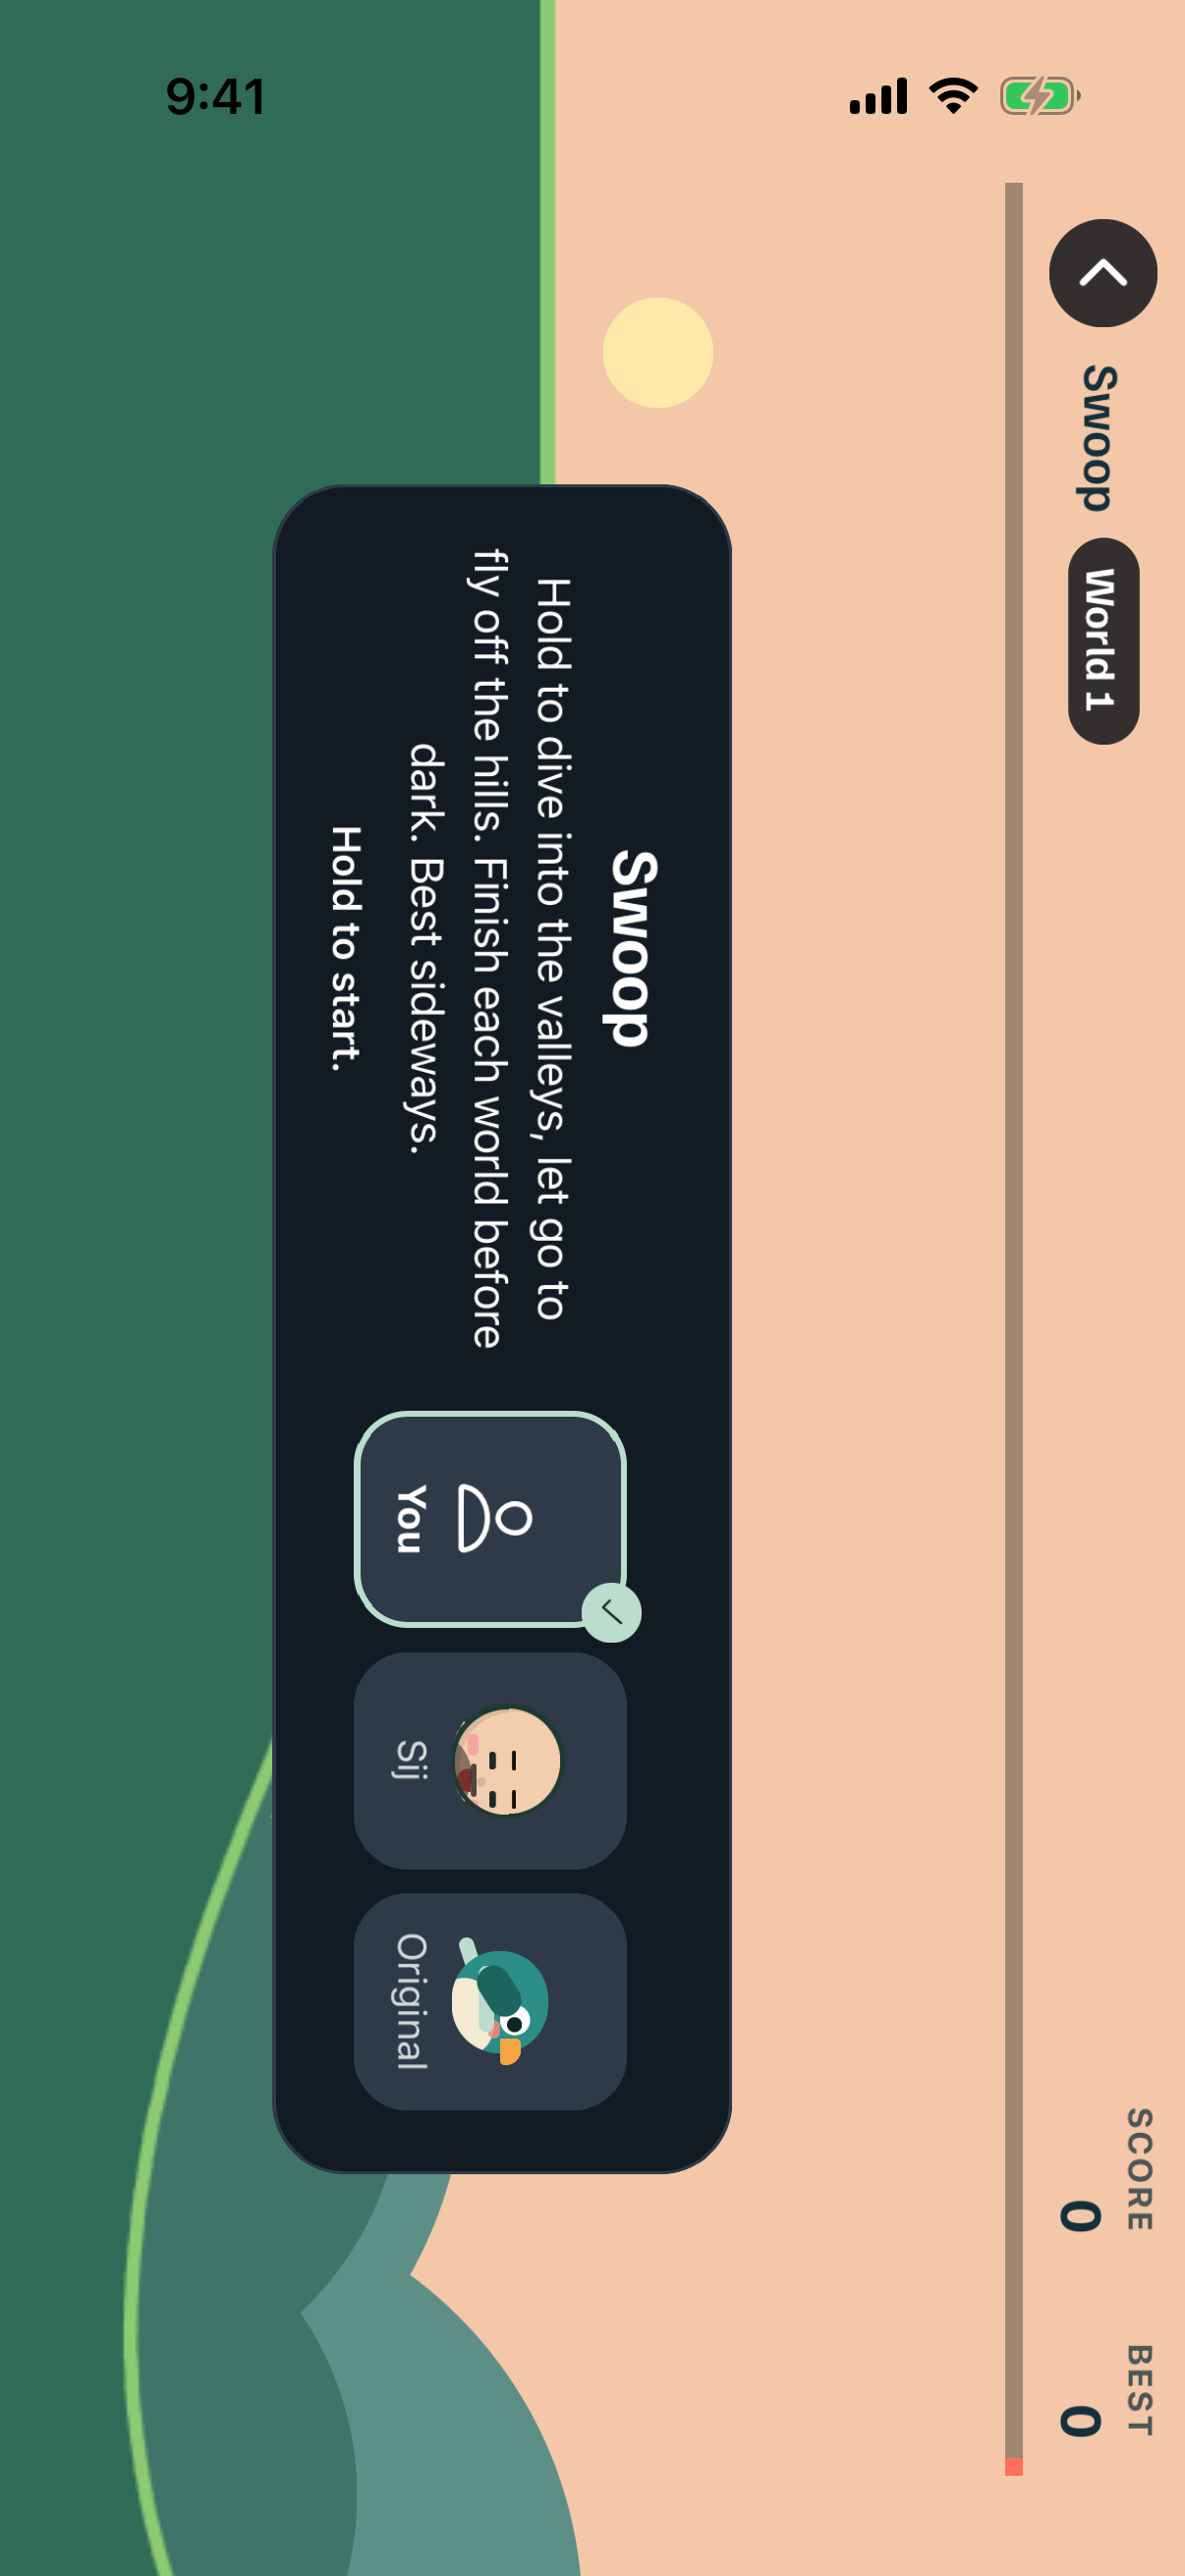 9:41
Swoop
World 1
SCORE
0
BEST
0
Swoop
Hold to dive into the valleys, let go to
fly off the hills. Finish each world before
dark. Best sideways.
Hold to start.
You
Sij
Original